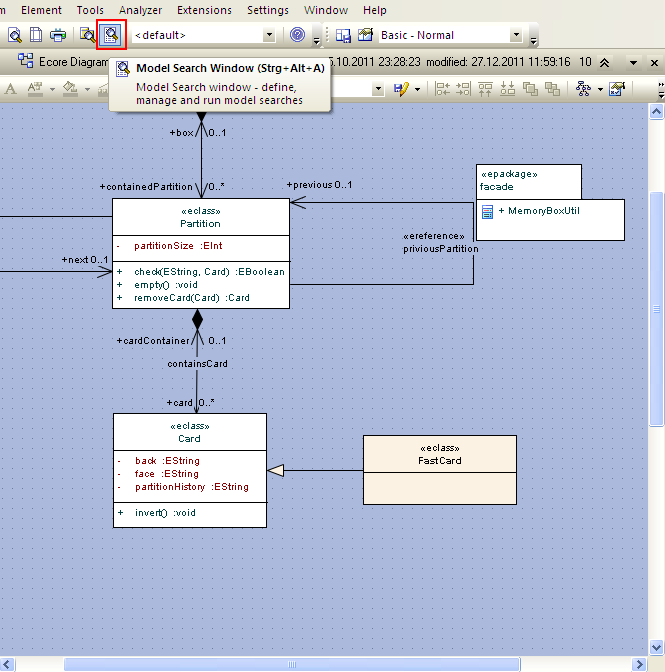 Element Tools Analyzer Extensions Settings Window Help
<default> Basic - Normal
Ecore Diagram 5.10.2011 23:28:23 modified: 27.12.2011 11:59:16 10
Model Search Window (Strg+Alt+A)
Model Search window - define,
manage and run model searches
+box 0..1
+containedPartition 0..*
+previous 0..1
«epackage»
facade
+ MemoryBoxUtil
«eclass»
Partition
- partitionSize :EInt
+ check(EString, Card) :EBoolean
+ empty() :void
+ removeCard(Card) :Card
«ereference»
priviousPartition
+next 0..1
+cardContainer 0..1
containsCard
+card 0..*
«eclass»
Card
- back :EString
- face :EString
- partitionHistory :EString
+ invert() :void
«eclass»
FastCard